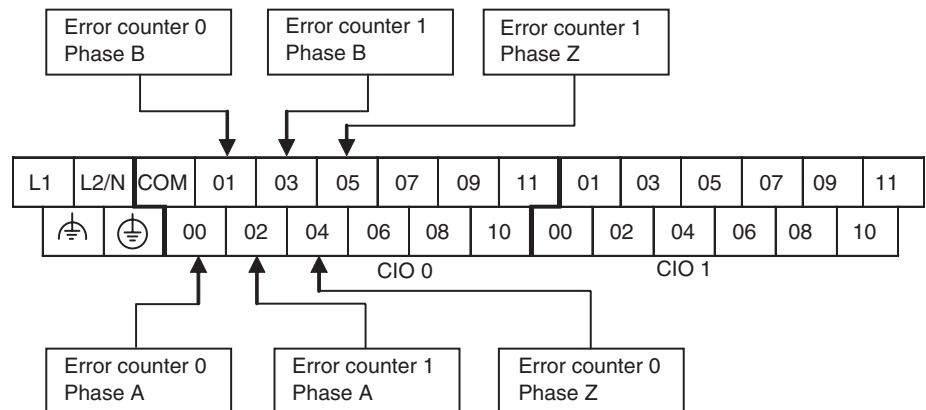 Error counter 0
Phase B
Error counter 1
Phase B
Error counter 1
Phase Z
L1 L2/N COM 01 03 05 07 09 11 01 03 05 07 09 11
00 02 04 06 08 10 00 02 04 06 08 10
CIO 0 CIO 1
Error counter 0
Phase A
Error counter 1
Phase A
Error counter 0
Phase Z